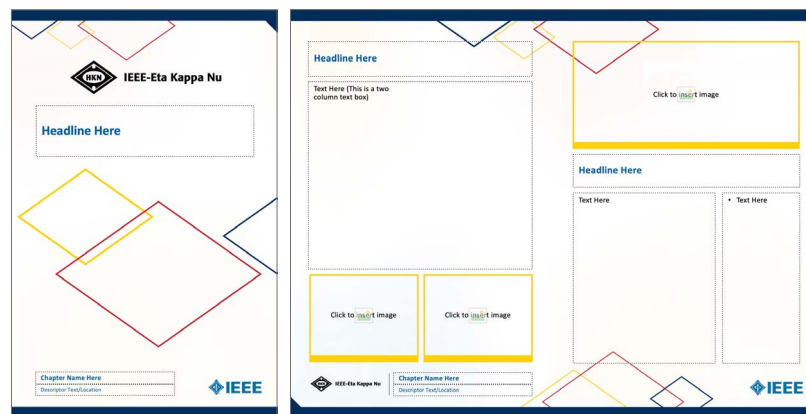 HKN
IEEE-Eta Kappa Nu
Headline Here
Chapter Name Here
Descriptor Text/Location
IEEE
Headline Here
Text Here (This is a two
column text box)
Click to insert image
Click to insert image
HKN
IEEE-Eta Kappa Nu
Chapter Name Here
Descriptor Text/Location
Click to insert image
Headline Here
Text Here
• Text Here
IEEE